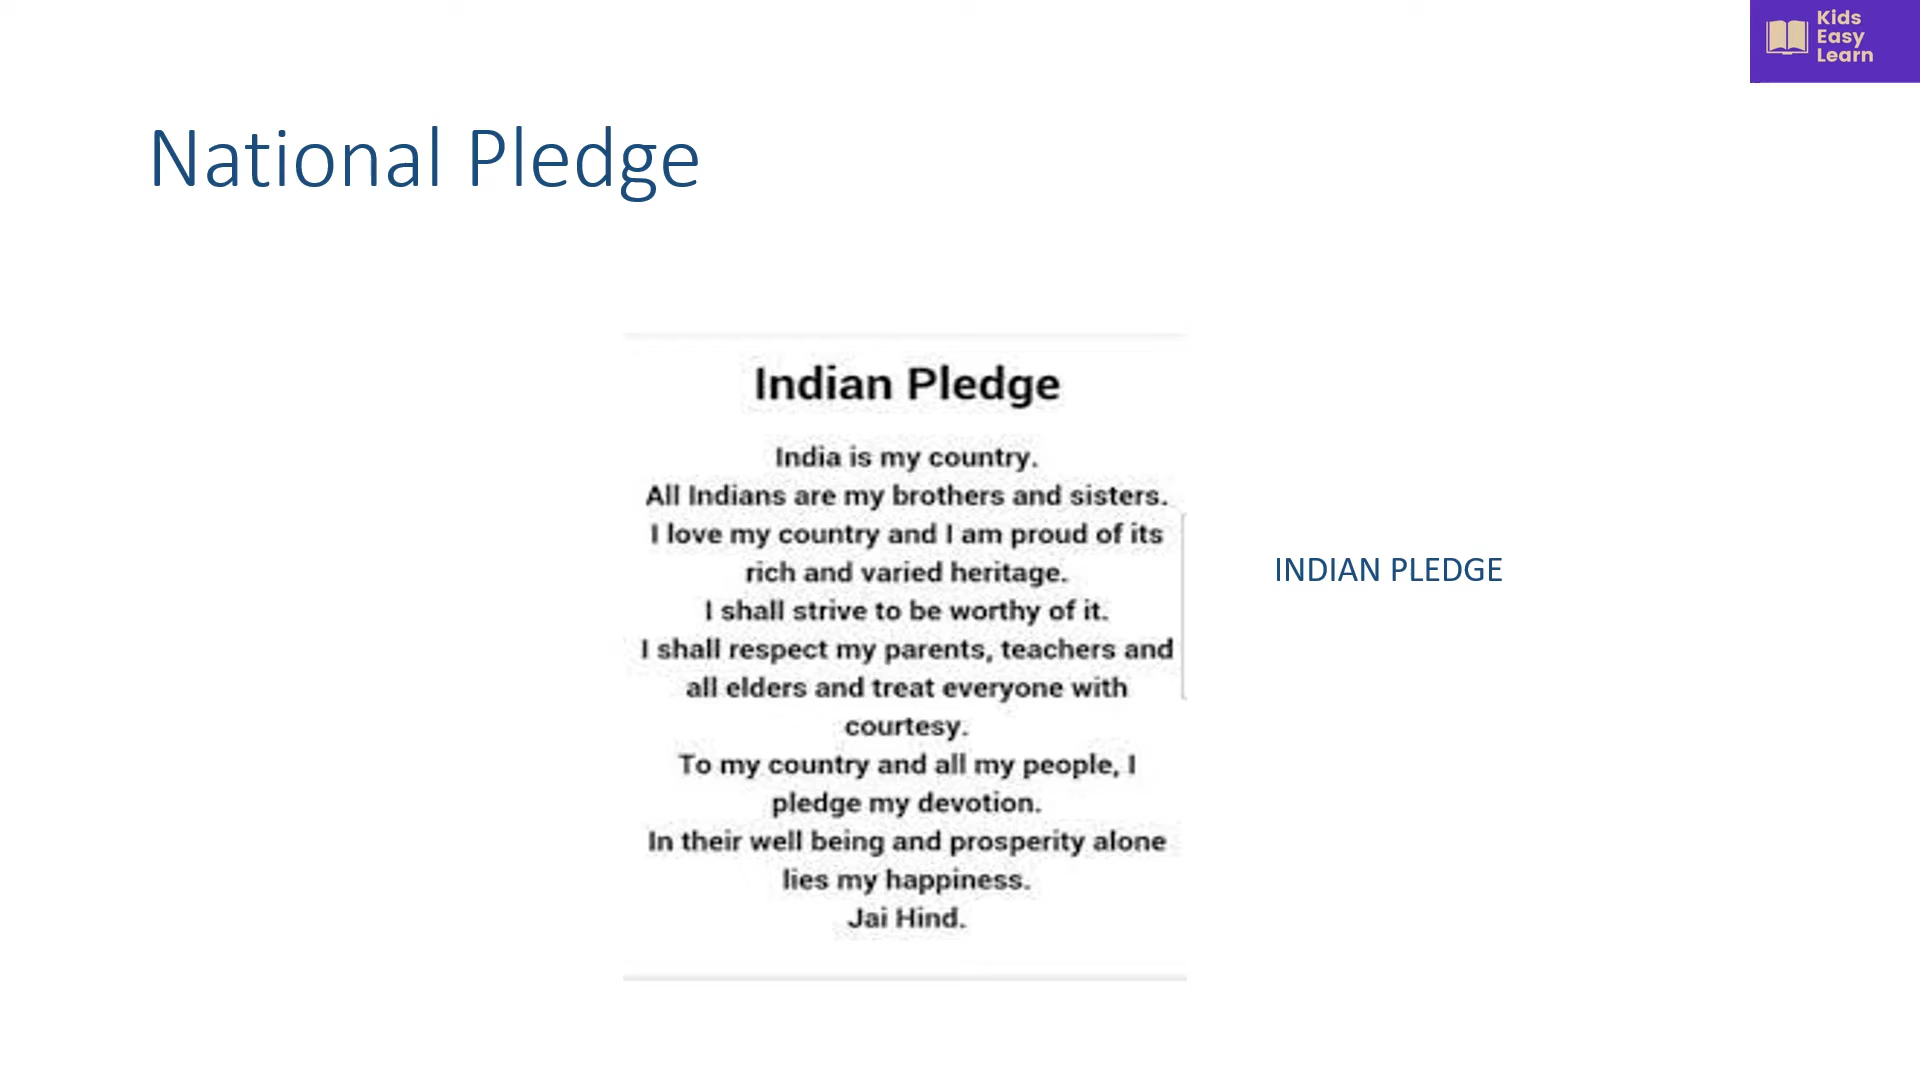 Kids
Easy
Learn
National Pledge
Indian Pledge
India is my country.
All Indians are my brothers and sisters.
I love my country and I am proud of its
rich and varied heritage.
I shall strive to be worthy of it.
I shall respect my parents, teachers and
all elders and treat everyone with
courtesy.
To my country and all my people, I
pledge my devotion.
In their well being and prosperity alone
lies my happiness.
Jai Hind.
INDIAN PLEDGE